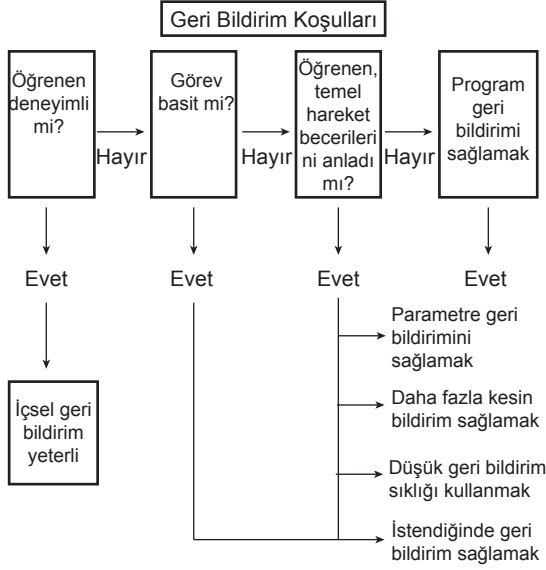 Geri Bildirim Koşulları
Öğrenen
deneyimli
mi?
Hayır
Görev
basit mi?
Hayır
Öğrenen,
temel
hareket
becerileri
ni anladı
mı?
Hayır
Program
geri
bildirimi
sağlamak
Evet
Evet
Evet
Evet
İçsel geri
bildirim
yeterli
Parametre geri
bildirimini
sağlamak
Daha fazla kesin
bildirim sağlamak
Düşük geri bildirim
sıklığı kullanmak
İstendiğinde geri
bildirim sağlamak